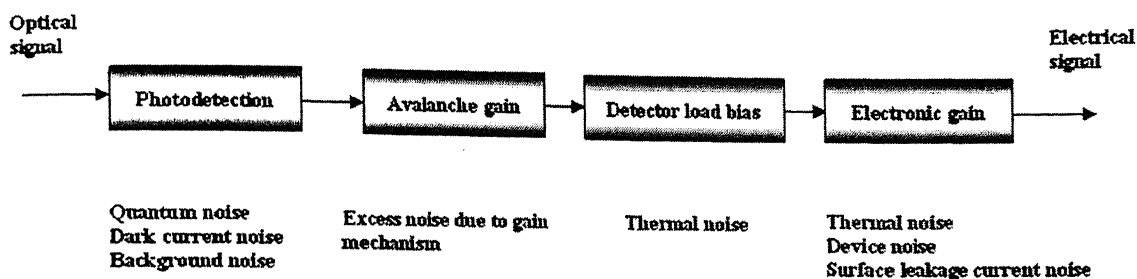 Optical
signal
Electrical
signal
Photodetection
Avalanche gain
Detector load bias
Electronic gain
Quantum noise
Dark current noise
Background noise
Excess noise due to gain
mechanism
Thermal noise
Thermal noise
Device noise
Surface leakage current noise